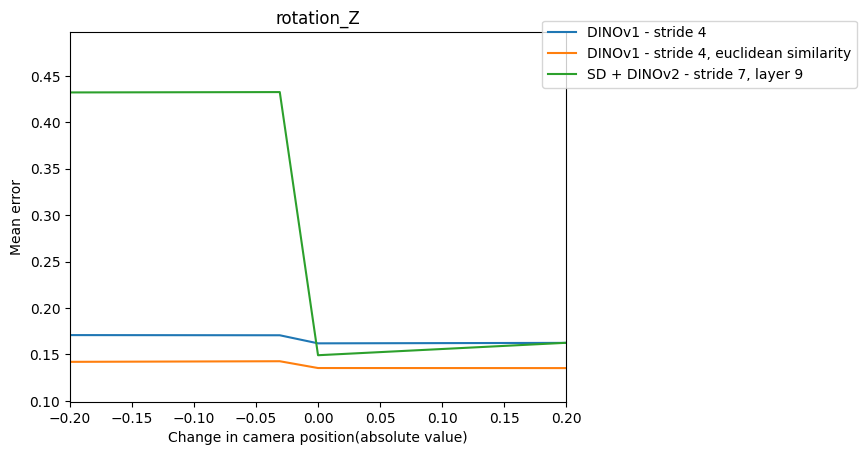 rotation_Z
DINOv1 - stride 4
DINOv1 - stride 4, euclidean similarity
SD + DINOv2 - stride 7, layer 9
Mean error
0.45
0.40
0.35
0.30
0.25
0.20
0.15
0.10
−0.20 −0.15 −0.10 −0.05 0.00 0.05 0.10 0.15 0.20
Change in camera position(absolute value)